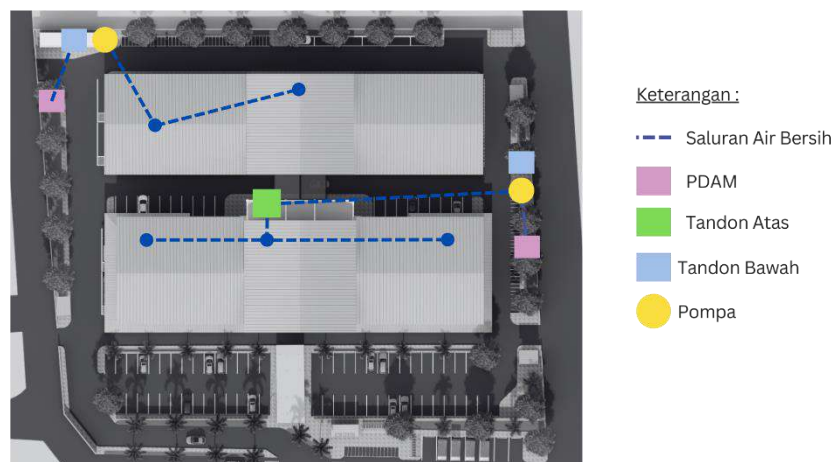 Keterangan :
Saluran Air Bersih
PDAM
Tandon Atas
Tandon Bawah
Pompa